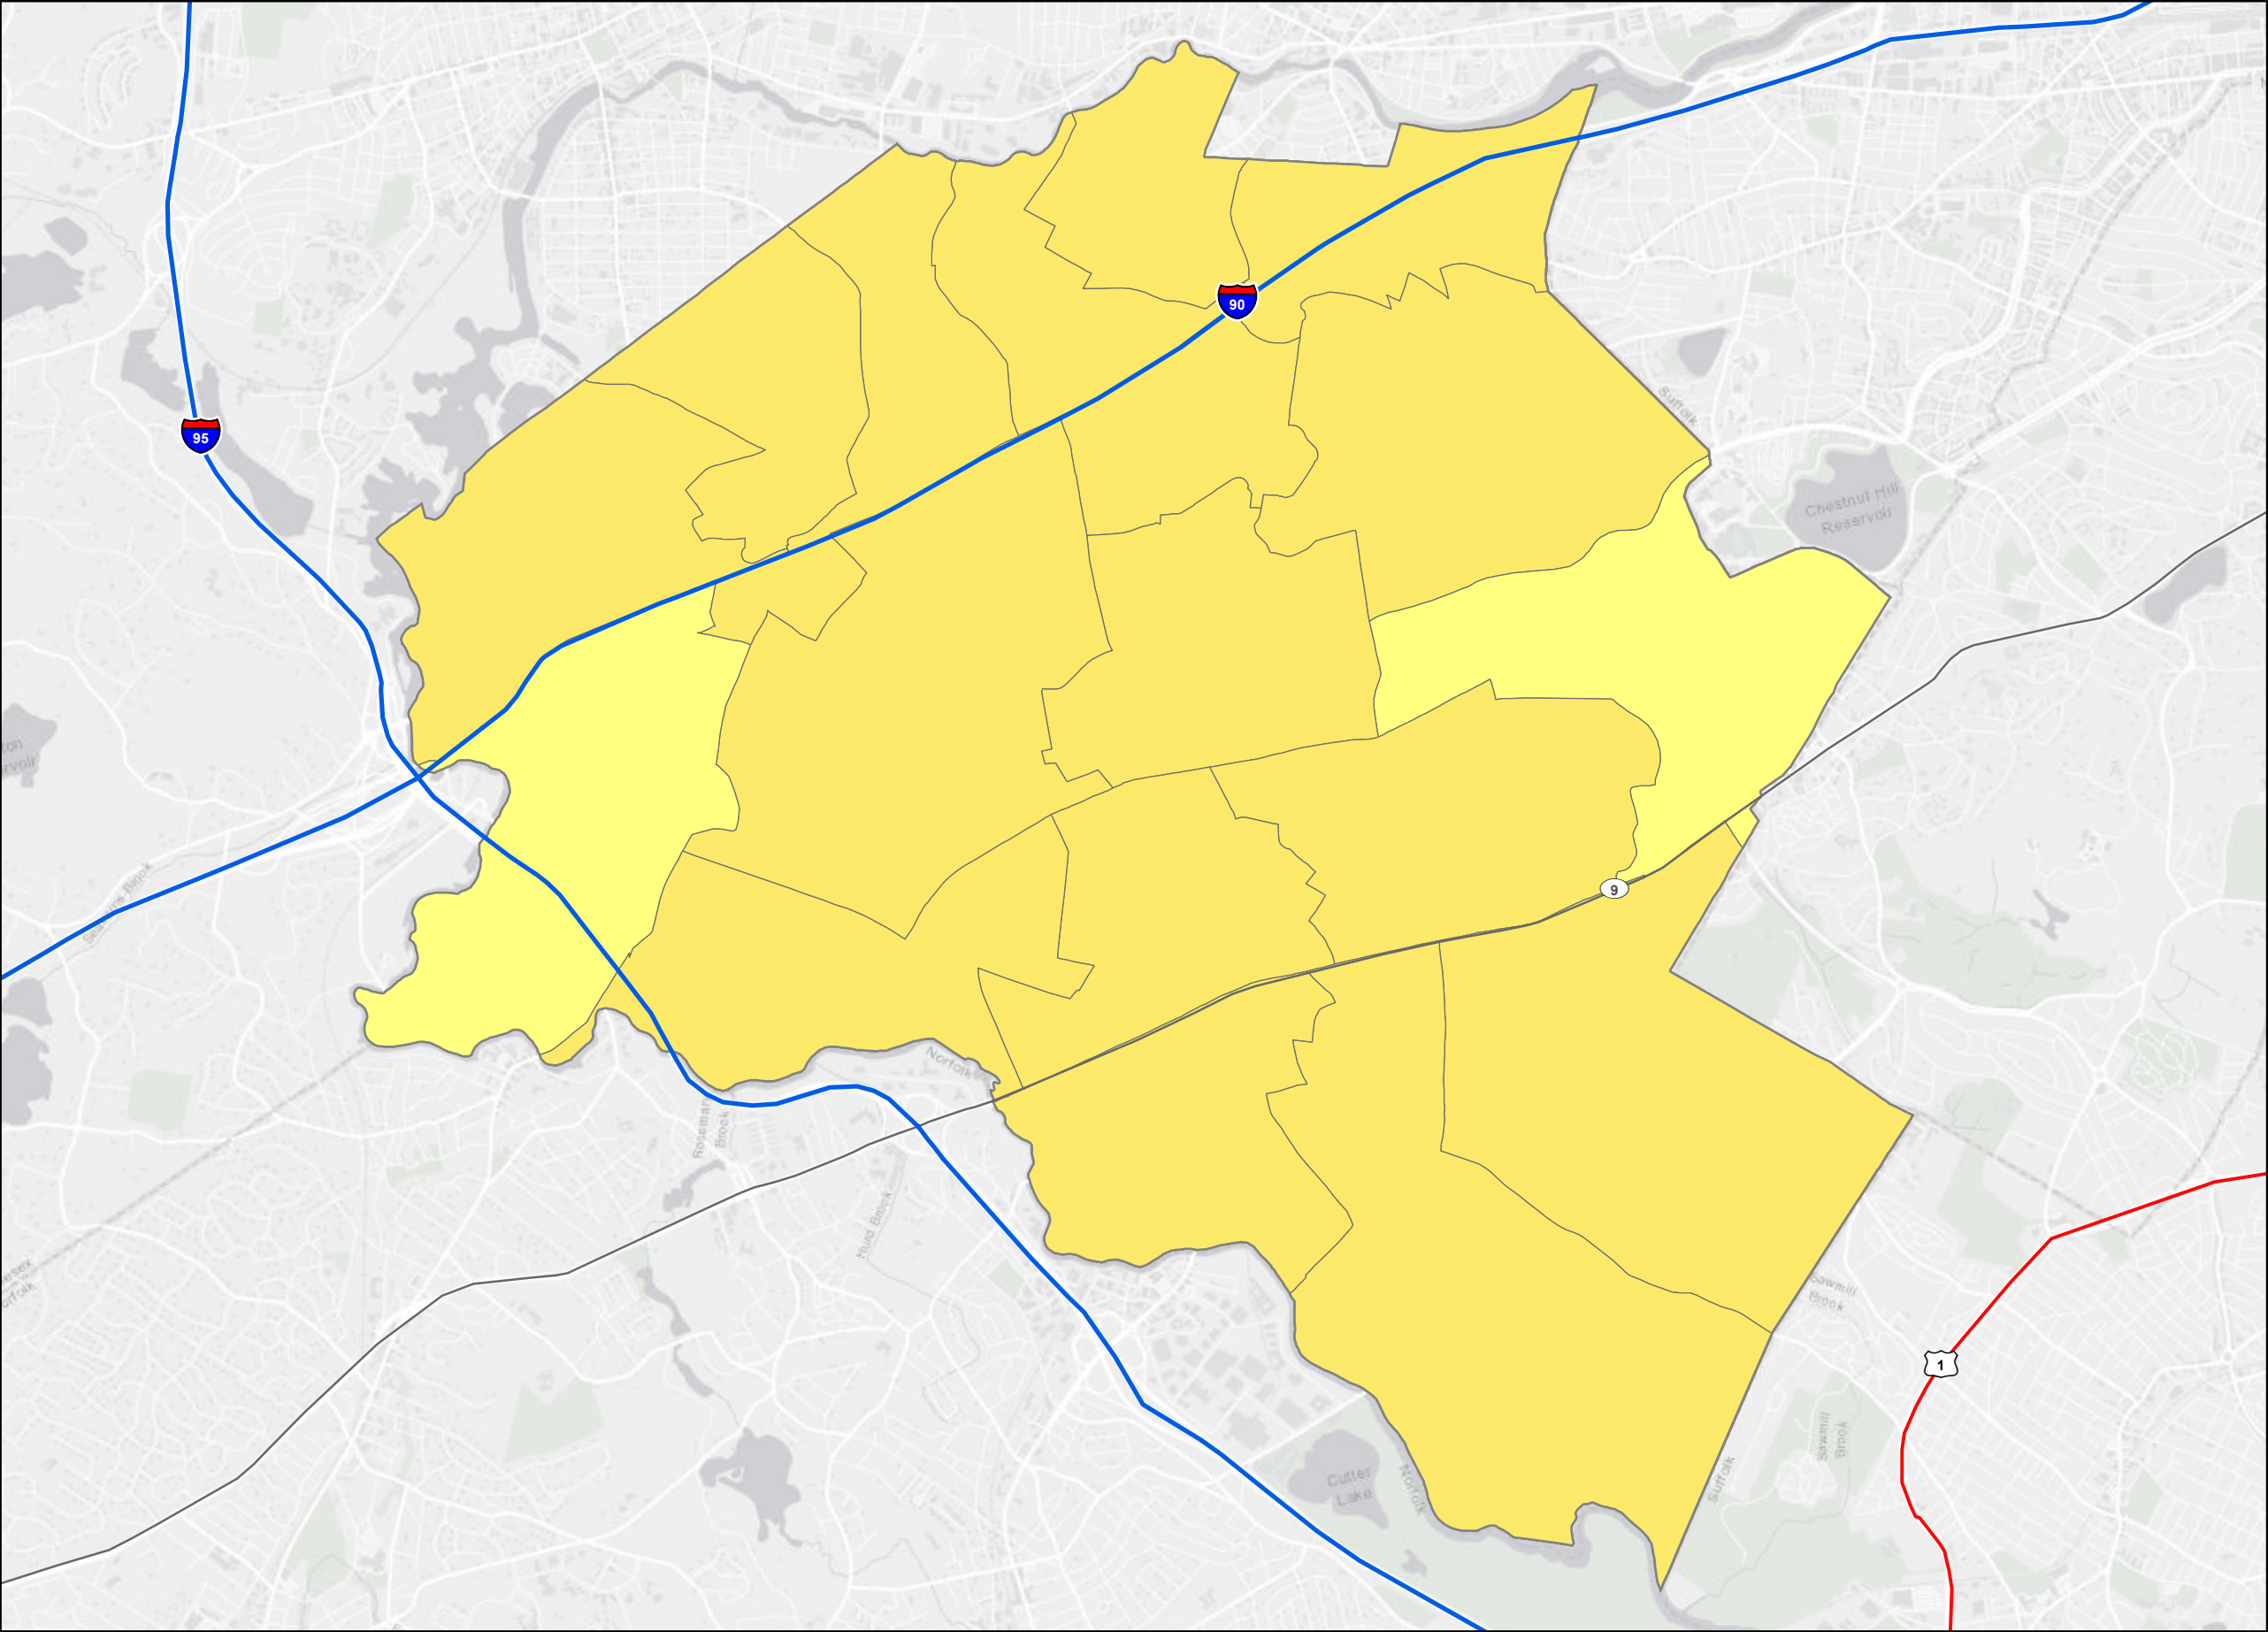 90
Suffolk
95
Chestnut Hill
Reservoir
9
Norfolk
Rosemary
Brook
Hurd Brook
Sawmill
Brook
1
Sawmill
Brook
Suffolk
Cutler
Lake
Norfolk